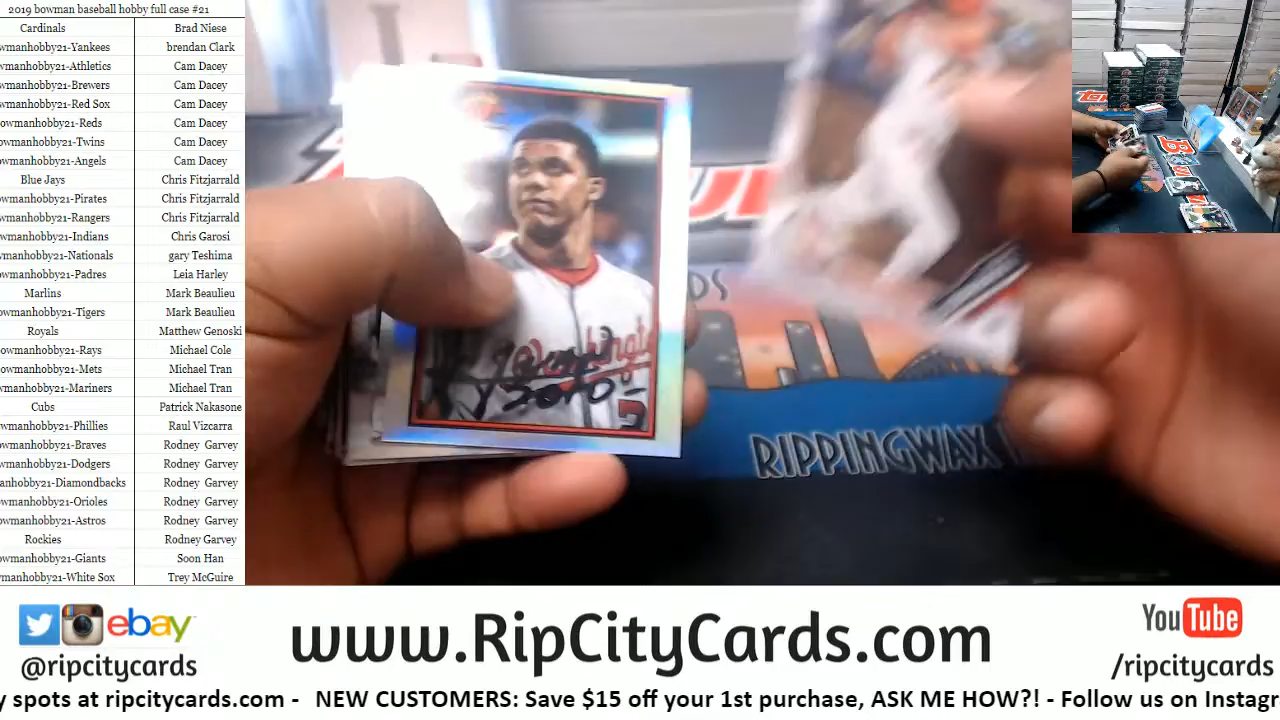 2019 bowman baseball hobby full case #21
Cardinals Brad Niese
wmanhobby21-Yankees brendan Clark
owmanhobby21-Athletics Cam Dacey
owmanhobby21-Brewers Cam Dacey
owmanhobby21-Red Sox Cam Dacey
owmanhobby21-Reds Cam Dacey
owmanhobby21-Twins Cam Dacey
owmanhobby21-Angels Cam Dacey
Blue Jays Chris Fitzjarrald
owmanhobby21-Pirates Chris Fitzjarrald
owmanhobby21-Rangers Chris Fitzjarrald
owmanhobby21-Indians Chris Garosi
wmanhobby21-Nationals gary Teshima
owmanhobby21-Padres Leia Harley
Marlins Mark Beaulieu
owmanhobby21-Tigers Mark Beaulieu
Royals Matthew Genoski
owmanhobby21-Rays Michael Cole
owmanhobby21-Mets Michael Tran
wmanhobby21-Mariners Michael Tran
Cubs Patrick Nakasone
owmanhobby21-Phillies Raul Vizcarra
owmanhobby21-Braves Rodney Garvey
wmanhobby21-Dodgers Rodney Garvey
anhobby21-Diamondbacks Rodney Garvey
owmanhobby21-Orioles Rodney Garvey
owmanhobby21-Astros Rodney Garvey
Rockies Rodney Garvey
owmanhobby21-Giants Soon Han
manhobby21-White Sox Trey McGuire
Washingt
Soto
RIPPINGWAX
ebay
@ripcitycards
www.RipCityCards.com
YouTube
/ripcitycards
y spots at ripcitycards.com - NEW CUSTOMERS: Save $15 off your 1st purchase, ASK ME HOW?! - Follow us on Instagr